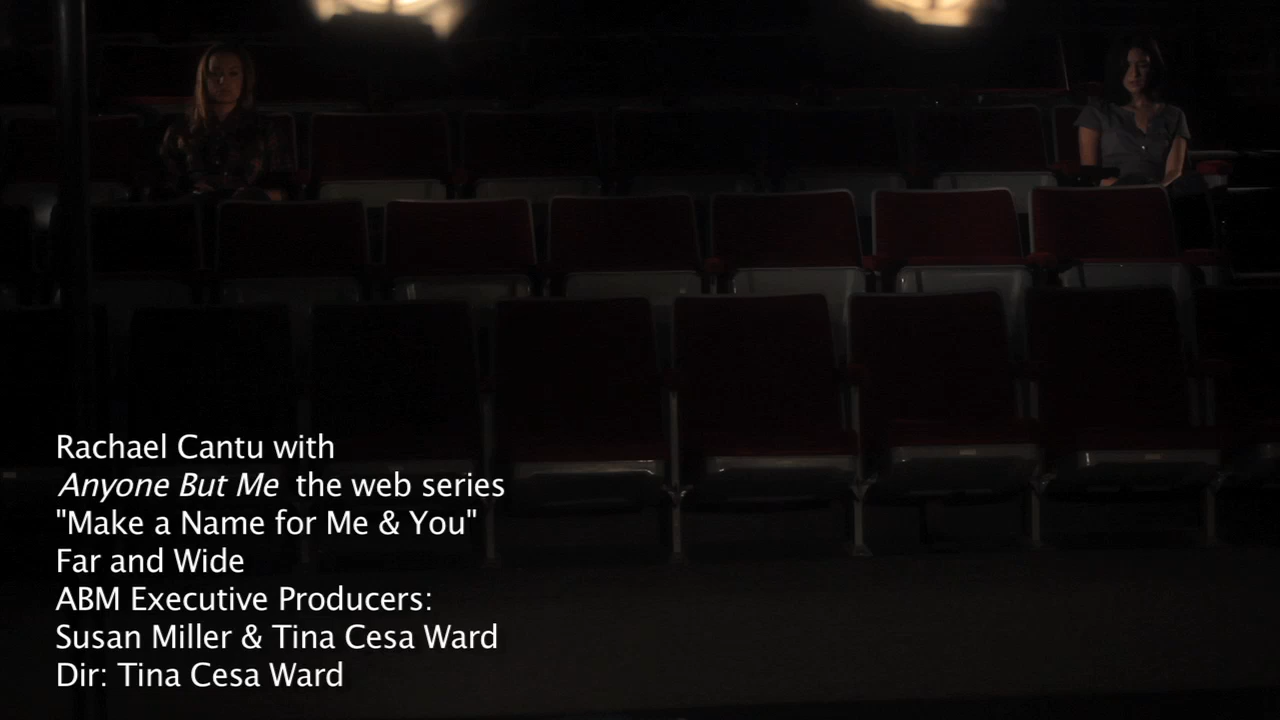 Rachael Cantu with
Anyone But Me the web series
"Make a Name for Me & You"
Far and Wide
ABM Executive Producers:
Susan Miller & Tina Cesa Ward
Dir: Tina Cesa Ward